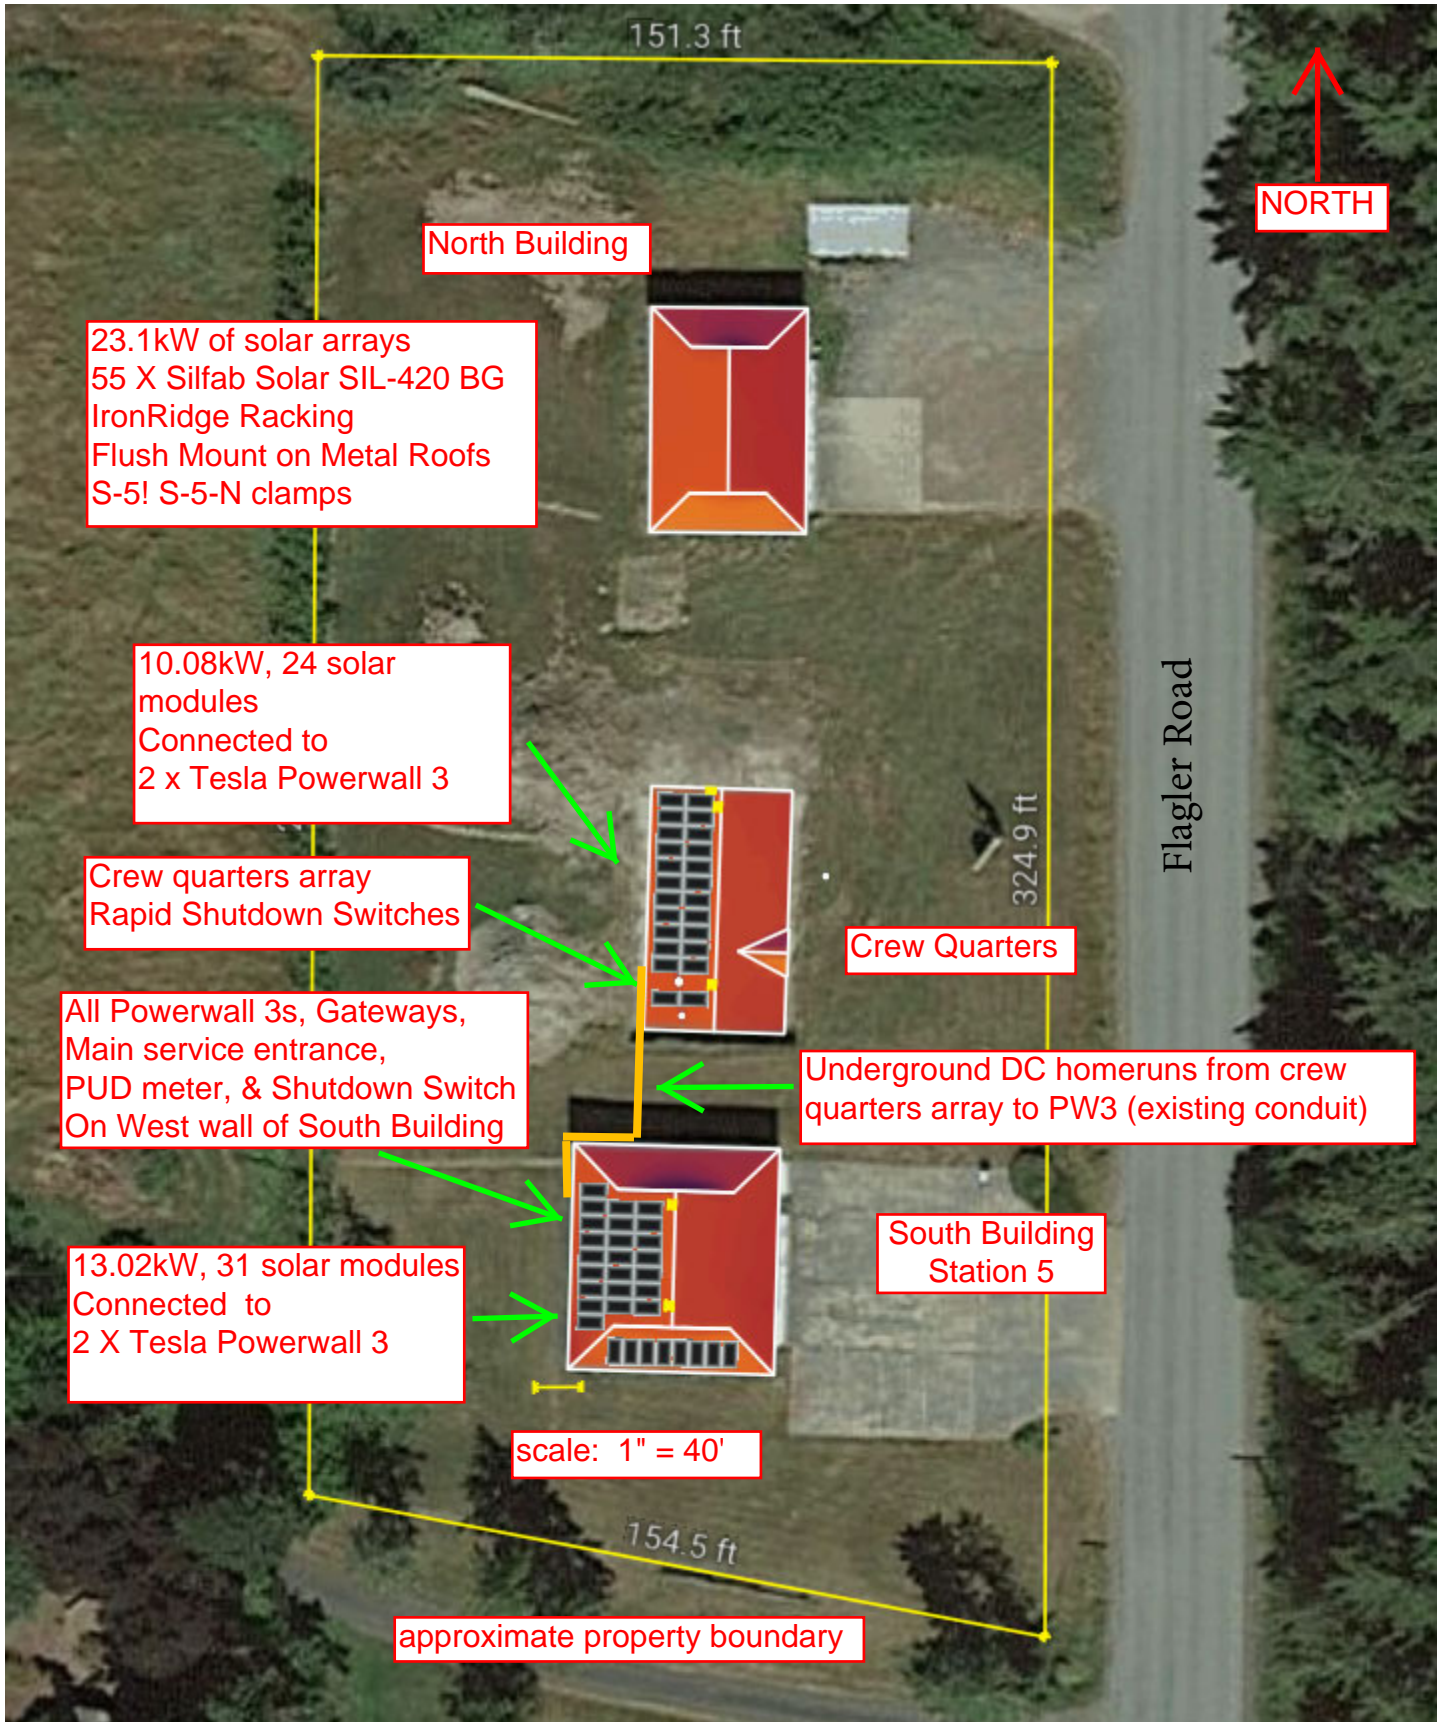 151.3 ft
NORTH
North Building
23.1kW of solar arrays
55 X Silfab Solar SIL-420 BG
IronRidge Racking
Flush Mount on Metal Roofs
S-5! S-5-N clamps
10.08kW, 24 solar
modules
Connected to
2 x Tesla Powerwall 3
Flagler Road
324.9 ft
Crew quarters array
Rapid Shutdown Switches
Crew Quarters
All Powerwall 3s, Gateways,
Main service entrance,
PUD meter, & Shutdown Switch
On West wall of South Building
Underground DC homeruns from crew
quarters array to PW3 (existing conduit)
South Building
Station 5
13.02kW, 31 solar modules
Connected to
2 X Tesla Powerwall 3
scale: 1" = 40'
154.5 ft
approximate property boundary